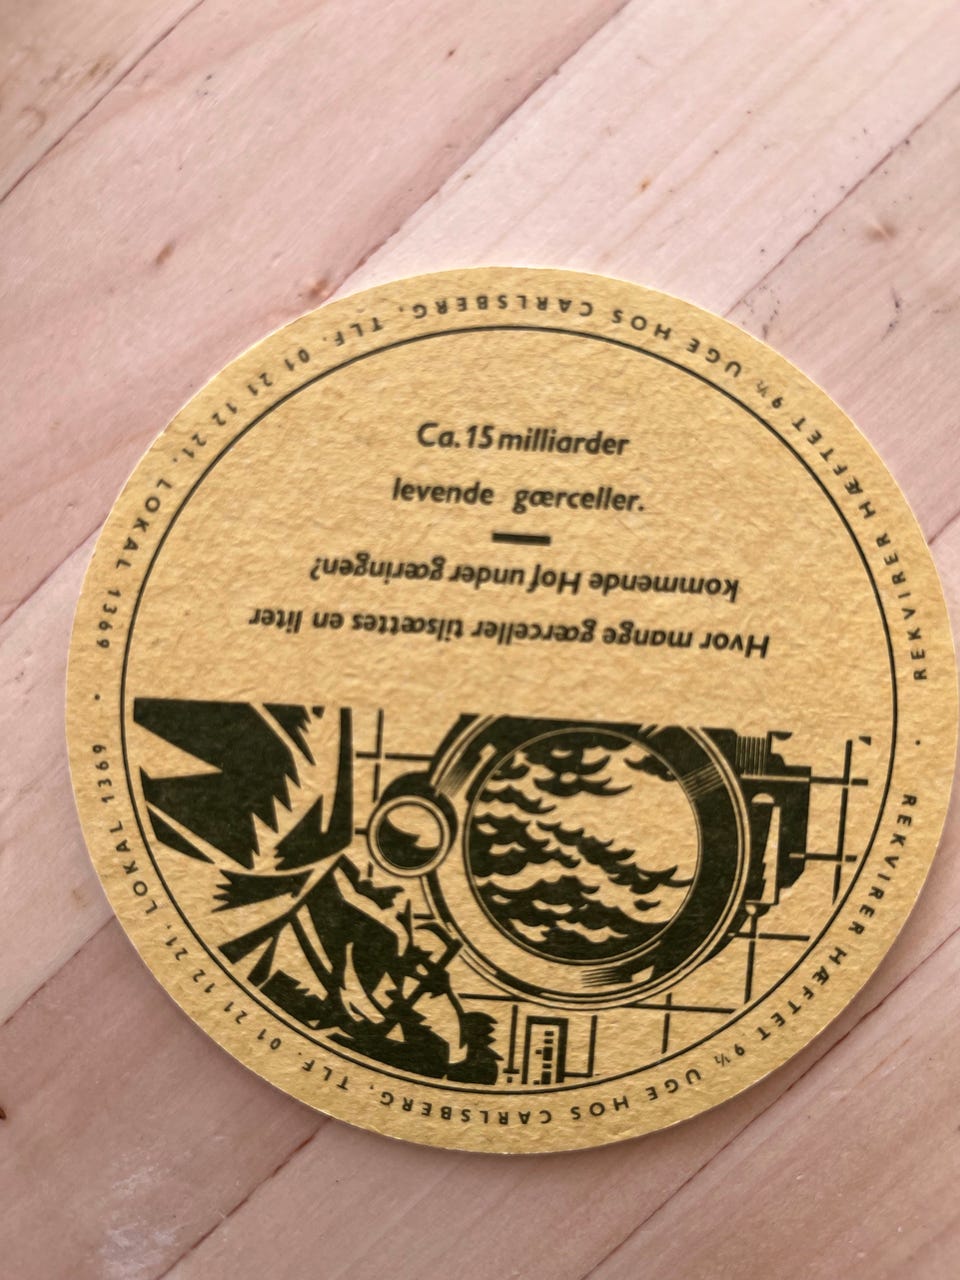 Ca. 15 milliarder
levende gærceller.
Hvor mange gærceller tilsættes en liter
kommende Hof under gæringen?
REKVIRER HÆFTET 9½ UGE HOS CARLSBERG, TLF. 01 21 12 21, LOKAL 1369 •
REKVIRER HÆFTET 9½ UGE HOS CARLSBERG, TLF. 01 21 12 21, LOKAL 1369 •